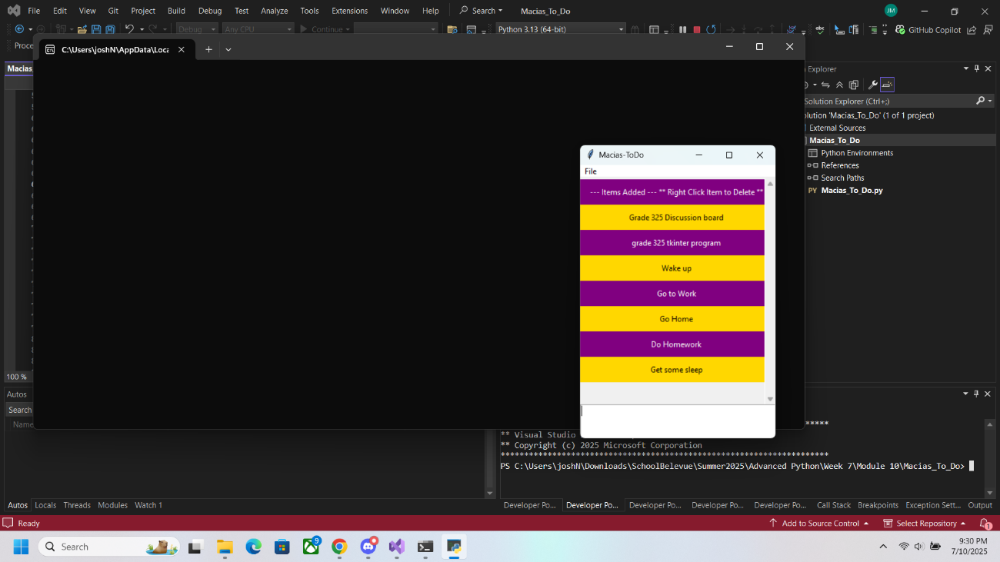 File Edit View Git Project Build Debug Test Analyze Tools Extensions Window Help Search Macias_To_Do JM
Debug Any CPU Continue Python 3.13 (64-bit) abc GitHub Copilot
Proce
C:\Users\joshN\AppData\Loca
Macias_
Explorer
Solution Explorer (Ctrl+;)
olution 'Macias_To_Do' (1 of 1 project)
External Sources
Macias_To_Do
Python Environments
References
Search Paths
PY Macias_To_Do.py
Macias-ToDo
File
--- Items Added --- ** Right Click Item to Delete **
Grade 325 Discussion board
grade 325 tkinter program
Wake up
Go to Work
Go Home
Do Homework
Get some sleep
100 %
Autos
Search
Name
** Visual Studio
** Copyright (c) 2025 Microsoft Corporation
**********************************************************************
PS C:\Users\joshN\Downloads\SchoolBelevue\Summer2025\Advanced Python\Week 7\Module 10\Macias_To_Do>
Autos Locals Threads Modules Watch 1
Developer Po... Developer Po... Developer Po... Developer Po... Developer Po... Call Stack Breakpoints Exception Sett... Output
Ready
Add to Source Control Select Repository 1
Search 9 9:30 PM
7/10/2025